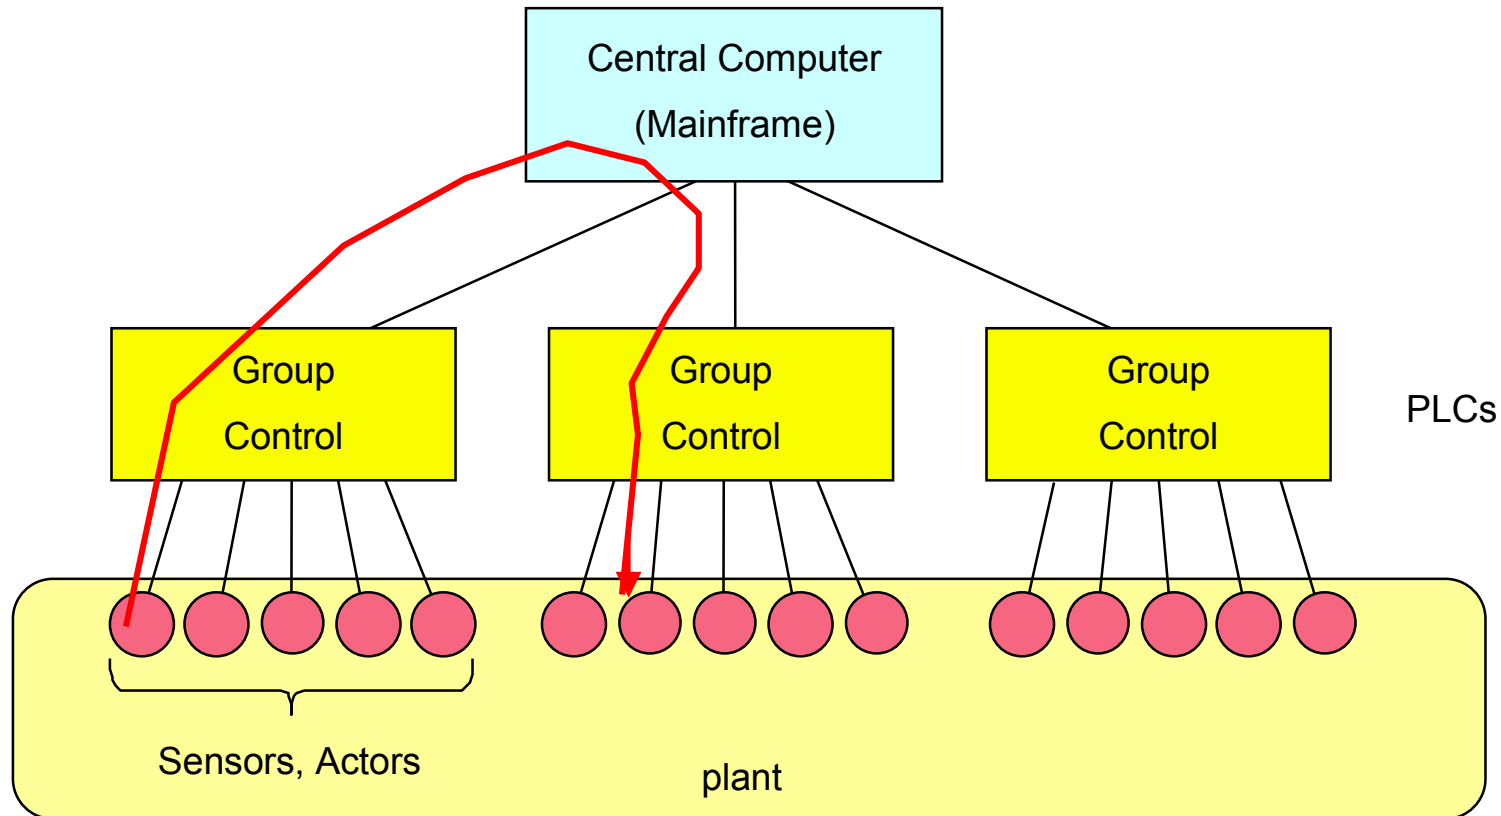 Central Computer
(Mainframe)
Group
Control
Group
Control
Group
Control
PLCs
Sensors, Actors
plant